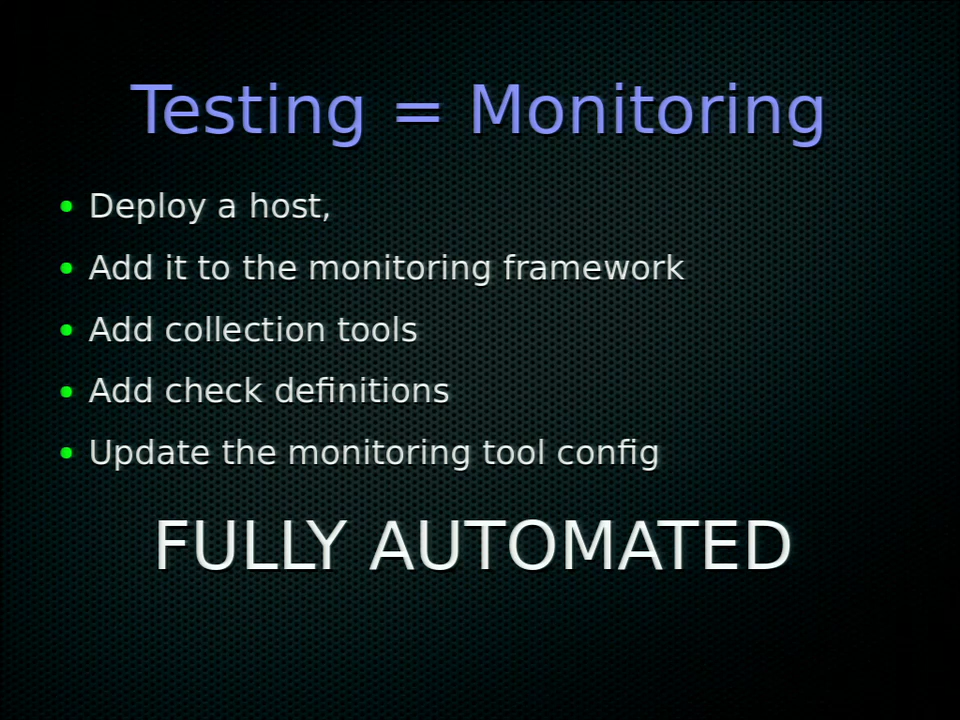 Testing = Monitoring
Deploy a host,
Add it to the monitoring framework
Add collection tools
Add check definitions
Update the monitoring tool config
FULLY AUTOMATED